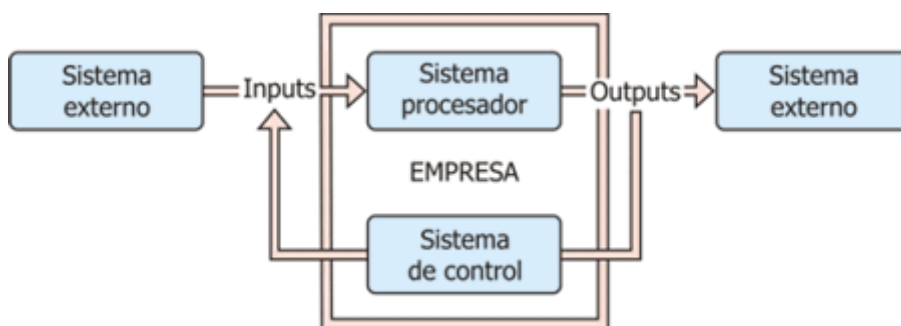 Sistema
externo
Inputs
Sistema
procesador
Outputs
Sistema
externo
EMPRESA
Sistema
de control